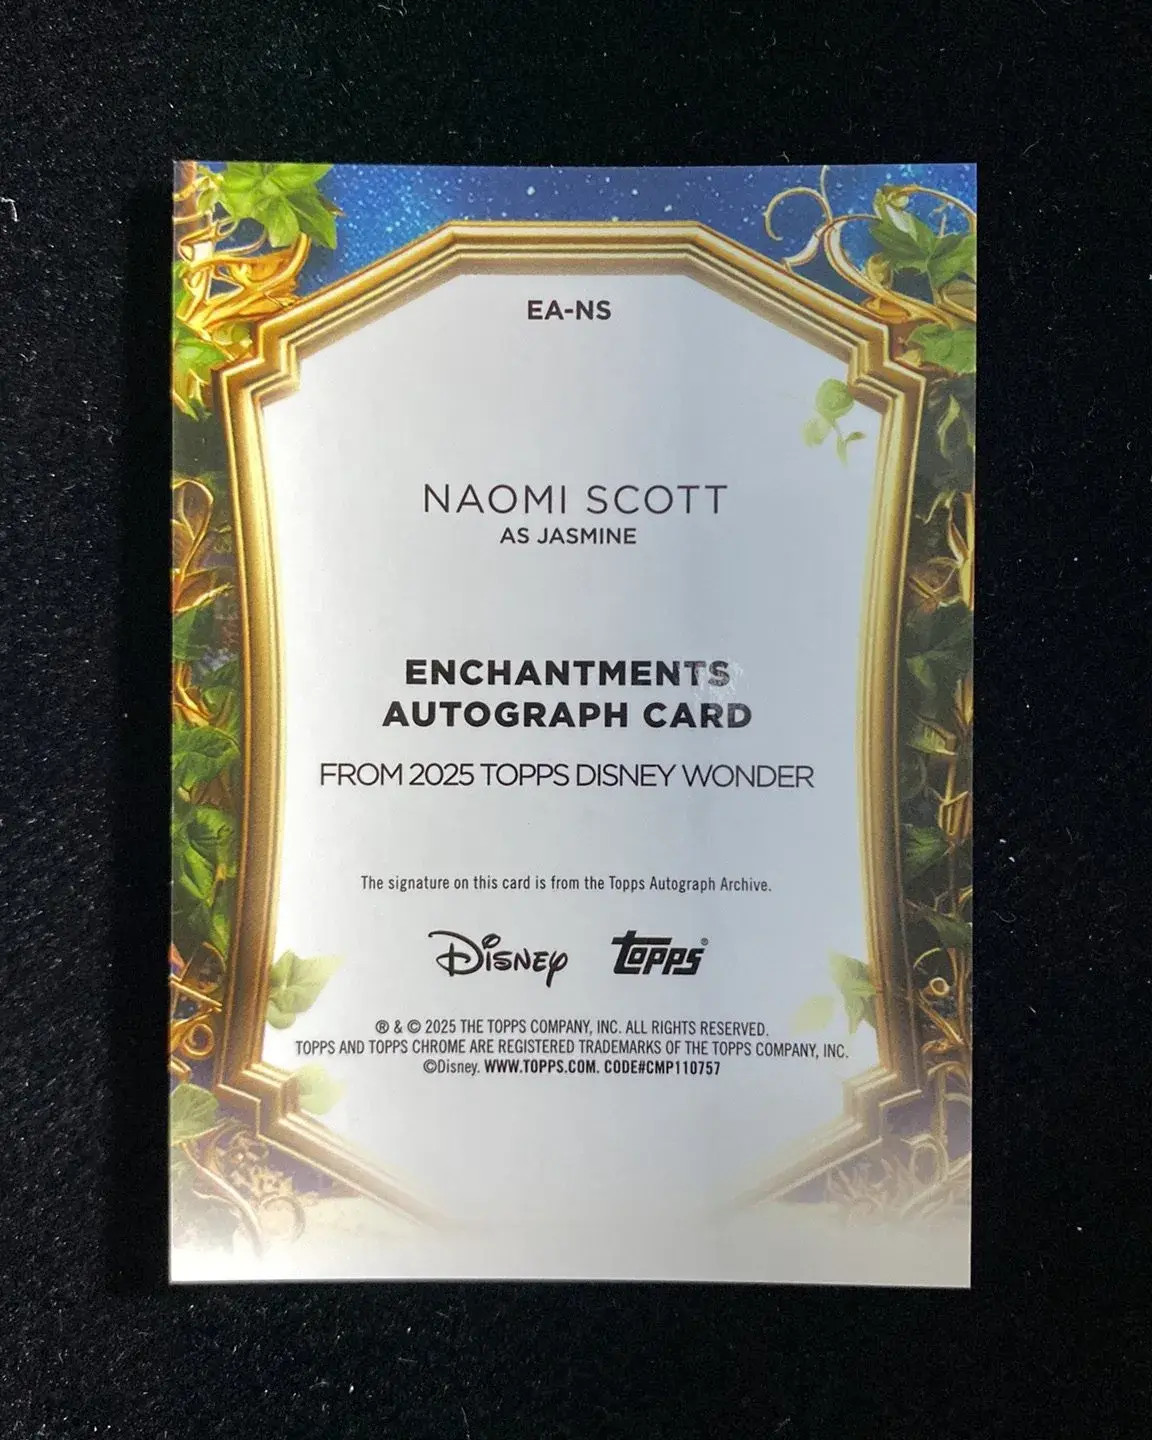 EA-NS
NAOMI SCOTT
AS JASMINE
ENCHANTMENTS
AUTOGRAPH CARD
FROM 2025 TOPPS DISNEY WONDER
The signature on this card is from the Topps Autograph Archive.
Disney topps®
® & © 2025 THE TOPPS COMPANY, INC. ALL RIGHTS RESERVED.
TOPPS AND TOPPS CHROME ARE REGISTERED TRADEMARKS OF THE TOPPS COMPANY, INC.
©Disney. WWW.TOPPS.COM. CODE#CMP110757